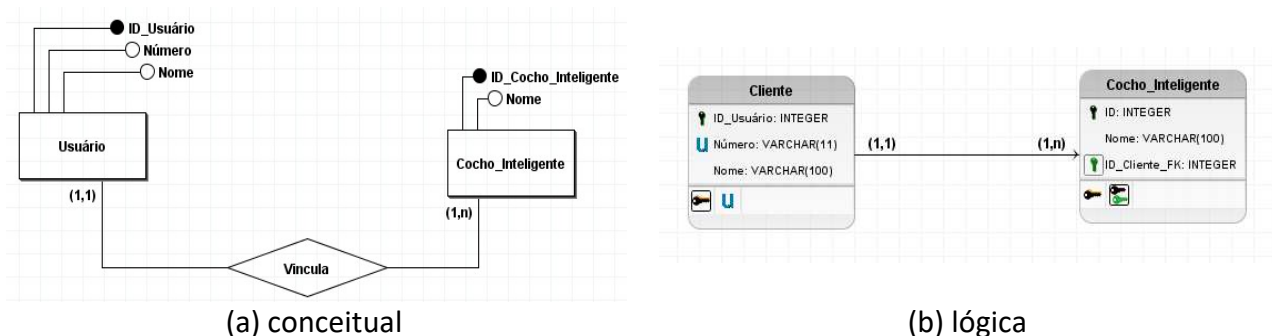 ID_Usuário
Número
Nome
Usuário
(1,1)
ID_Cocho_Inteligente
Nome
Cocho_Inteligente
(1,n)
Vincula
(a) conceitual
Cliente
ID_Usuário: INTEGER
U Número: VARCHAR(11)
Nome: VARCHAR(100)
U
(1,1)
(1,n)
Cocho_Inteligente
ID: INTEGER
Nome: VARCHAR(100)
ID_Cliente_FK: INTEGER
(b) lógica